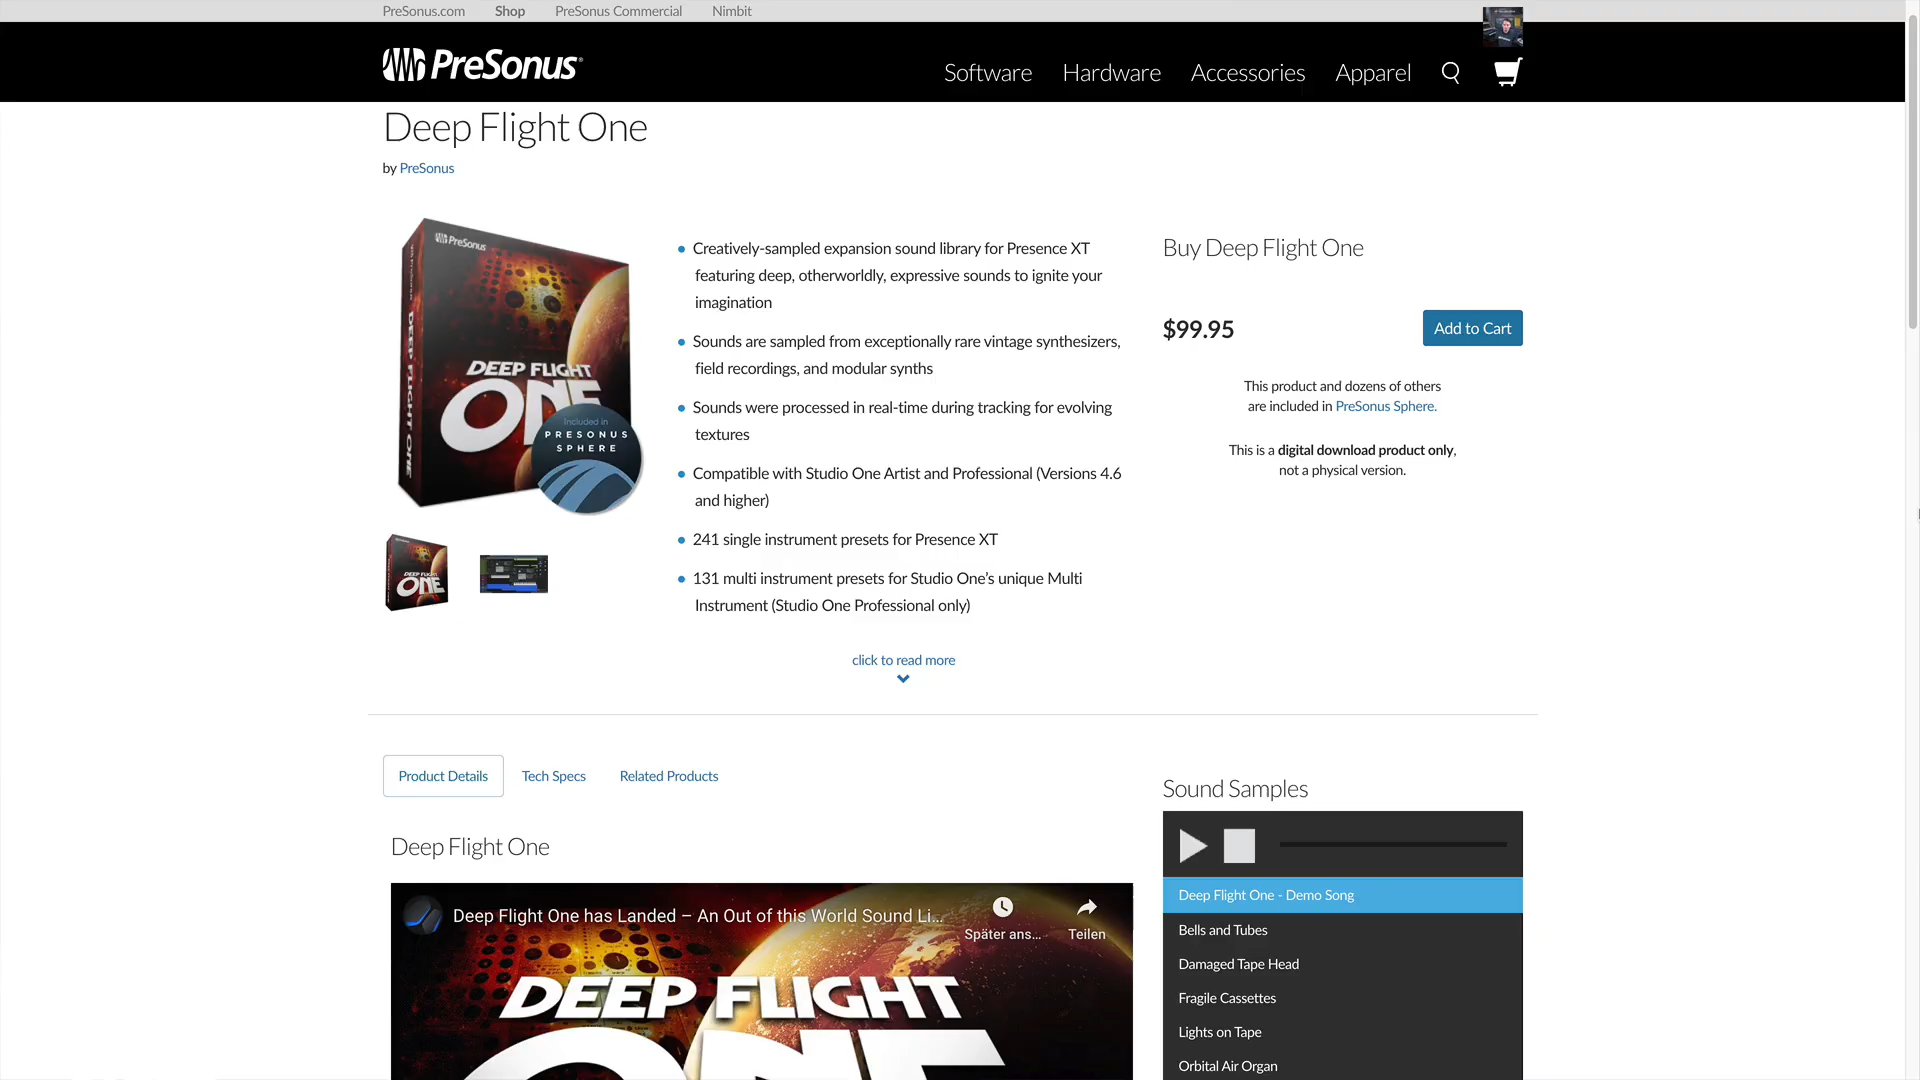 PreSonus.com Shop PreSonus Commercial Nimbit
PreSonus
Software Hardware Accessories Apparel
Deep Flight One
by PreSonus
PreSonus
DEEP FLIGHT ONE
DEEP FLIGHT
ONE
Included in
PRESONUS
SPHERE
DEEP FLIGHT
ONE
Creatively-sampled expansion sound library for Presence XT
featuring deep, otherworldly, expressive sounds to ignite your
imagination
Sounds are sampled from exceptionally rare vintage synthesizers,
field recordings, and modular synths
Sounds were processed in real-time during tracking for evolving
textures
Compatible with Studio One Artist and Professional (Versions 4.6
and higher)
241 single instrument presets for Presence XT
131 multi instrument presets for Studio One’s unique Multi
Instrument (Studio One Professional only)
click to read more
Buy Deep Flight One
$99.95
Add to Cart
This product and dozens of others
are included in PreSonus Sphere.
This is a digital download product only,
not a physical version.
Product Details Tech Specs Related Products
Deep Flight One
Deep Flight One has Landed – An Out of this World Sound Li...
Später ans... Teilen
DEEP FLIGHT
ONE
Sound Samples
Deep Flight One - Demo Song
Bells and Tubes
Damaged Tape Head
Fragile Cassettes
Lights on Tape
Orbital Air Organ